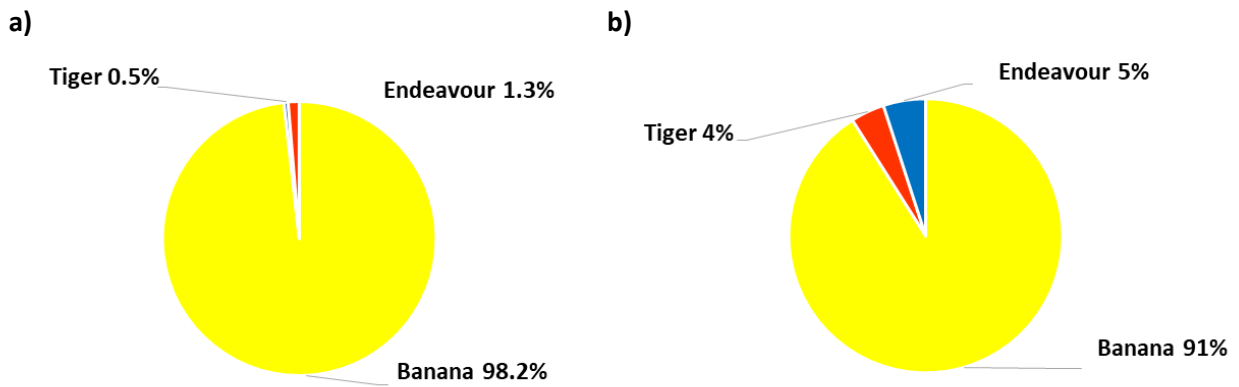 a)
Tiger 0.5%
Endeavour 1.3%
Banana 98.2%
b)
Endeavour 5%
Tiger 4%
Banana 91%